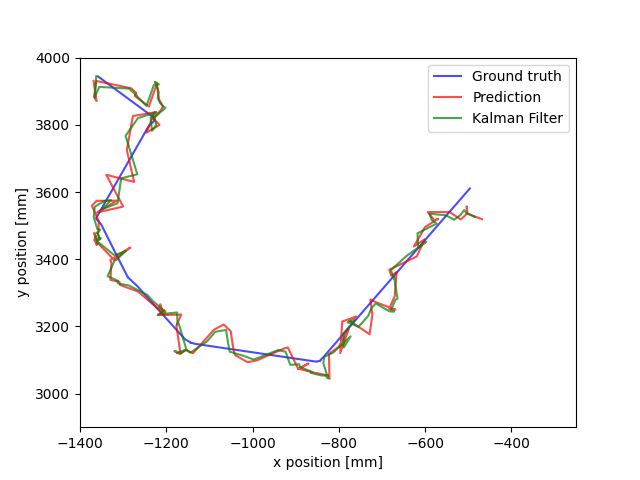 4000
3800
3600
3400
3200
3000
y position [mm]
Ground truth
Prediction
Kalman Filter
−1400
−1200
−1000
−800
−600
−400
x position [mm]